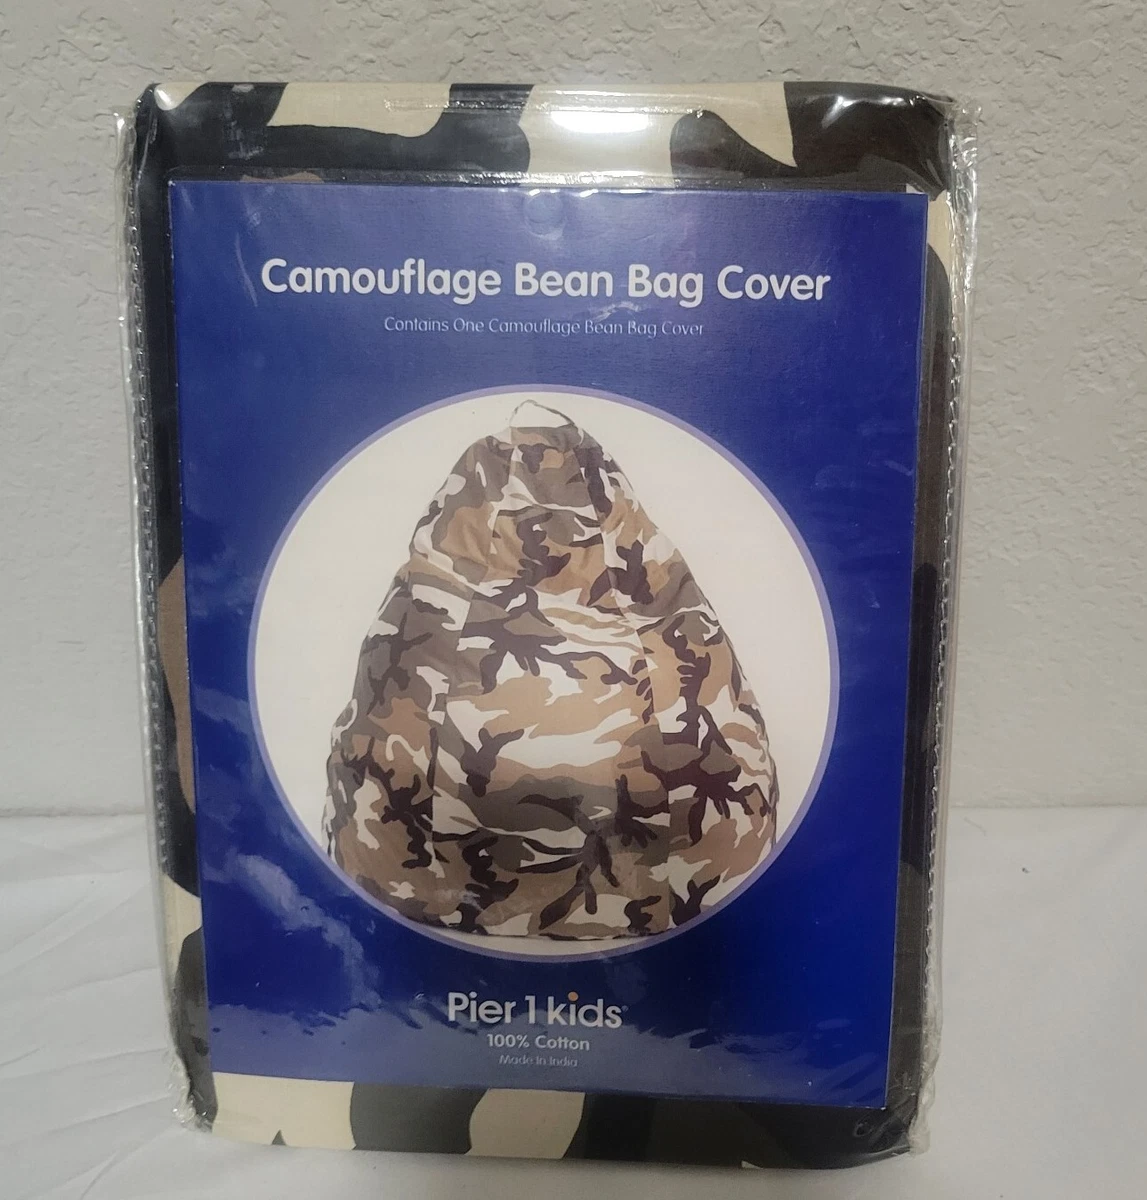 Camouflage Bean Bag Cover
Contains One Camouflage Bean Bag Cover
Pier 1 kids®
100% Cotton
Made In India